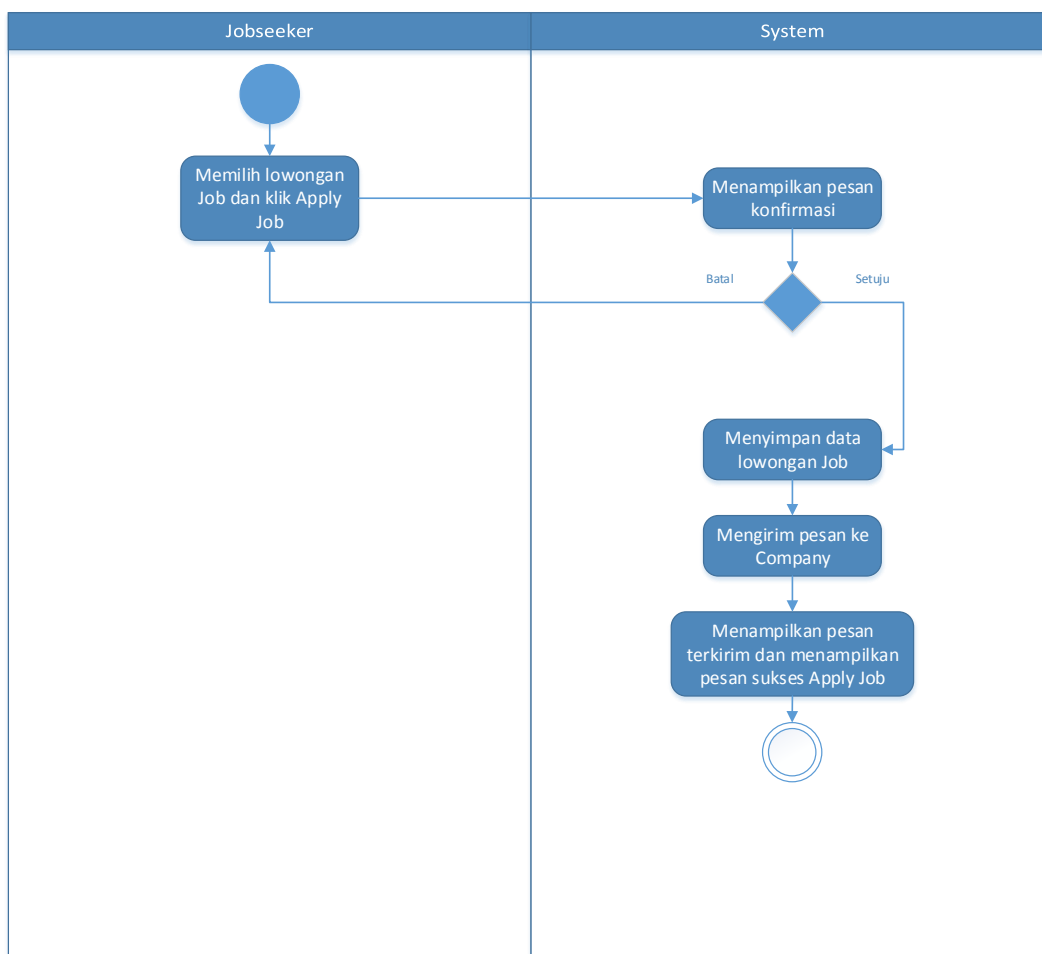 Jobseeker
System
Memilih lowongan
Job dan klik Apply
Job
Menampilkan pesan
konfirmasi
Batal
Setuju
Menyimpan data
lowongan Job
Mengirim pesan ke
Company
Menampilkan pesan
terkirim dan menampilkan
pesan sukses Apply Job